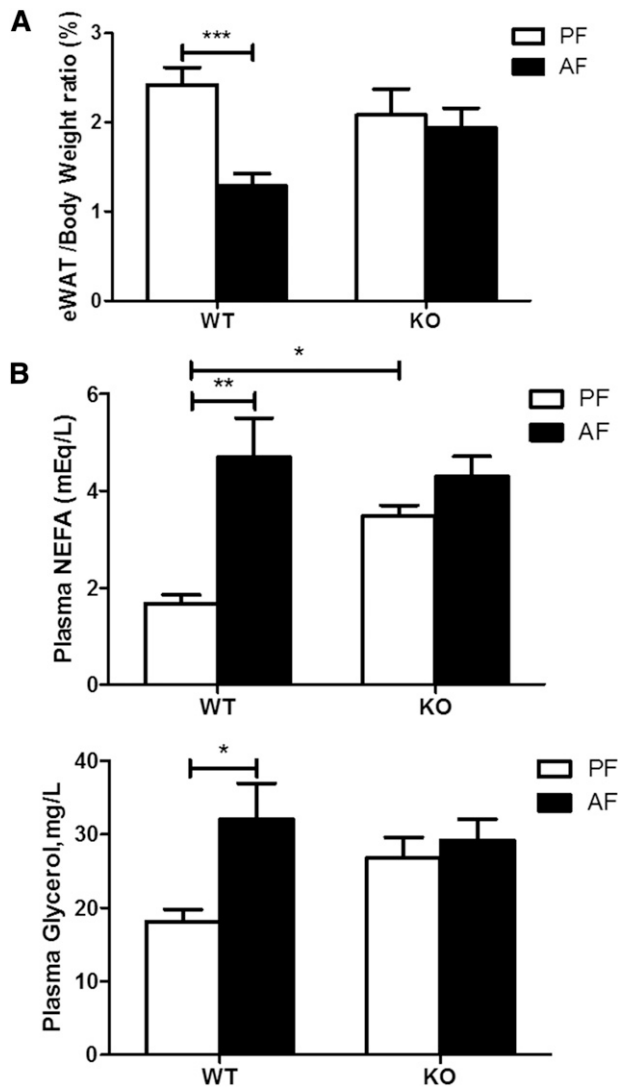 A
eWAT /Body Weight ratio (%)
3
2
1
0
***
PF
AF
WT
KO
B
Plasma NEFA (mEq/L)
6
4
2
0
*
**
PF
AF
WT
KO
Plasma Glycerol,mg/L
40
30
20
10
0
*
PF
AF
WT
KO